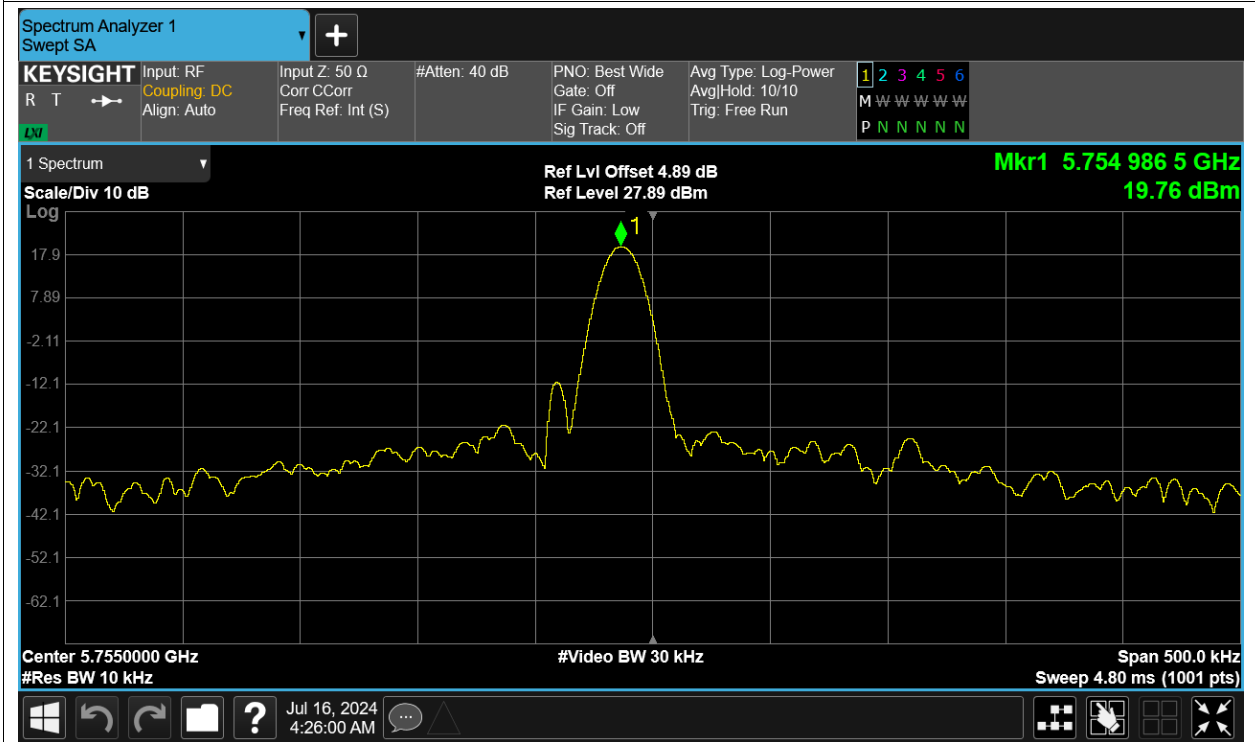 Spectrum Analyzer 1
Swept SA
+
KEYSIGHT
R T
LXI
Input: RF
Coupling: DC
Align: Auto
Input Z: 50 Ω
Corr CCorr
Freq Ref: Int (S)
#Atten: 40 dB
PNO: Best Wide
Gate: Off
IF Gain: Low
Sig Track: Off
Avg Type: Log-Power
Avg|Hold: 10/10
Trig: Free Run
1 2 3 4 5 6
M W W W W W
P N N N N N
1 Spectrum
Scale/Div 10 dB
Log
Ref Lvl Offset 4.89 dB
Ref Level 27.89 dBm
Mkr1 5.754 986 5 GHz
19.76 dBm
1
17.9
7.89
-2.11
-12.1
-22.1
-32.1
-42.1
-52.1
-62.1
Center 5.7550000 GHz
#Video BW 30 kHz
Span 500.0 kHz
#Res BW 10 kHz
Sweep 4.80 ms (1001 pts)
?
Jul 16, 2024
4:26:00 AM